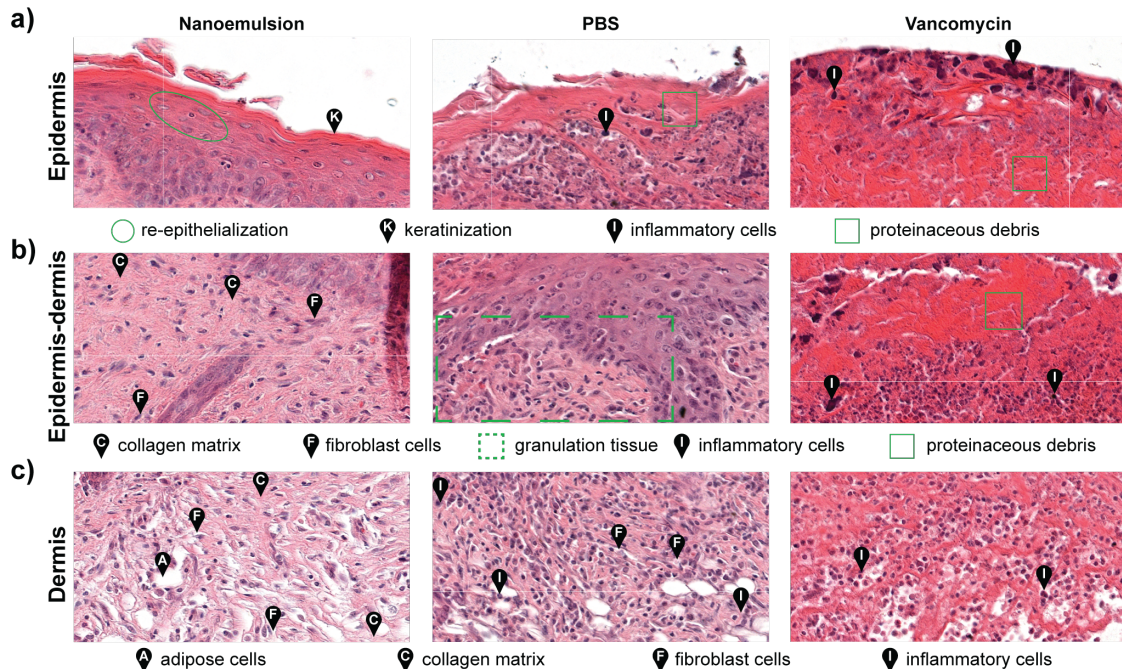 a)
Nanoemulsion PBS Vancomycin
Epidermis
K I I I
K keratinization
re-epithelialization
I inflammatory cells
proteinaceous debris
b)
Epidermis-dermis
C C F F I I
C collagen matrix
F fibroblast cells
granulation tissue
I inflammatory cells
proteinaceous debris
c)
Dermis
C F A F C I F F I I I I
A adipose cells
C collagen matrix
F fibroblast cells
I inflammatory cells